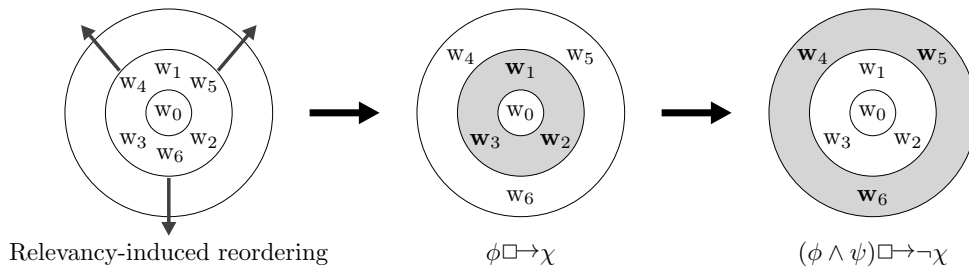 w₁
w₄ w₅
w₀
w₃ w₂
w₆
Relevancy-induced reordering
w₄ w₅
w₁
w₀
w₃ w₂
w₆
ϕ□→χ
w₄ w₅
w₁
w₀
w₃ w₂
w₆
(ϕ ∧ ψ)□→¬χ